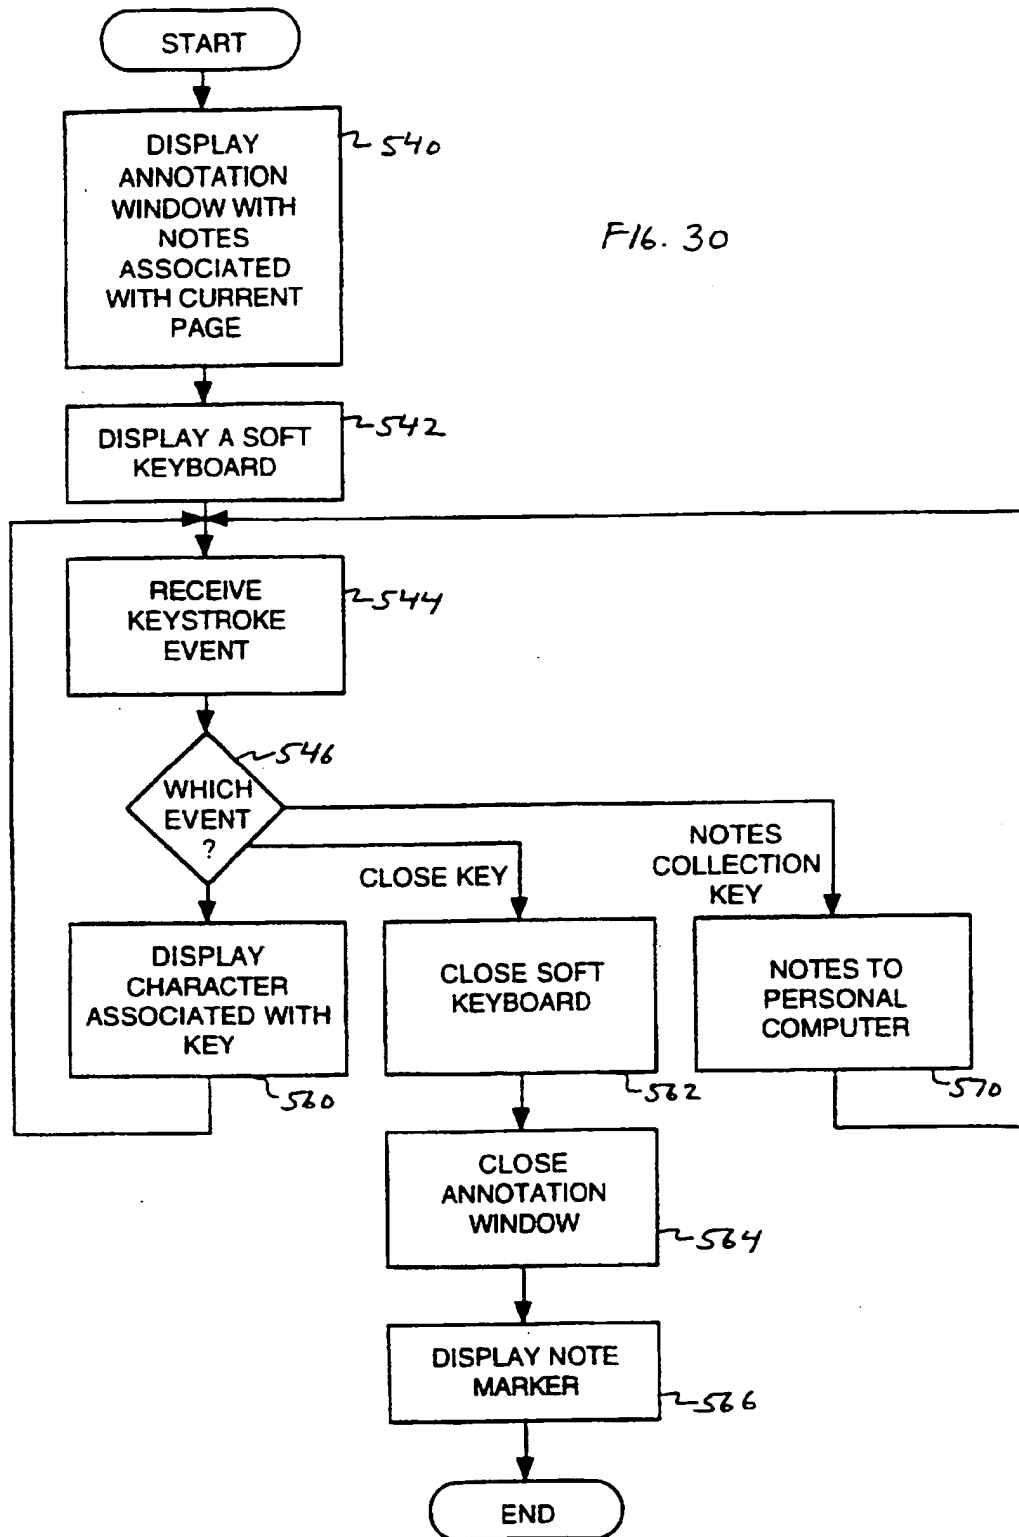 START
DISPLAY
ANNOTATION
WINDOW WITH
NOTES
ASSOCIATED
WITH CURRENT
PAGE
540
FIG. 30
DISPLAY A SOFT
KEYBOARD
542
RECEIVE
KEYSTROKE
EVENT
544
WHICH
EVENT
?
546
CLOSE KEY
NOTES
COLLECTION
KEY
DISPLAY
CHARACTER
ASSOCIATED WITH
KEY
560
CLOSE SOFT
KEYBOARD
562
NOTES TO
PERSONAL
COMPUTER
570
CLOSE
ANNOTATION
WINDOW
564
DISPLAY NOTE
MARKER
566
END